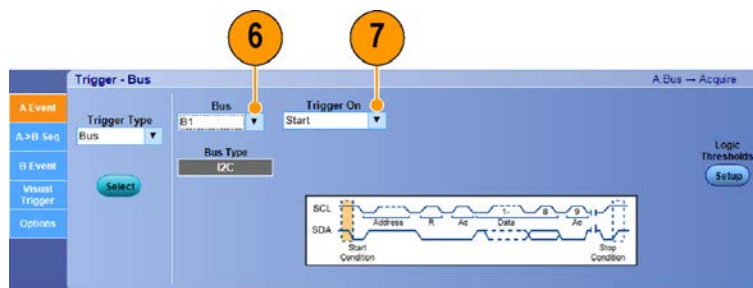 6
7
Trigger - Bus
A:Bus → Acquire
A Event
A->B Seq
B Event
Visual
Trigger
Options
Trigger Type
Bus
Select
Bus
B1
Trigger On
Start
Bus Type
I2C
Logic
Thresholds
Setup
SCL
Address
R
Ac
1-
8
9
Data
Ac
SDA
Start
Condition
Stop
Condition